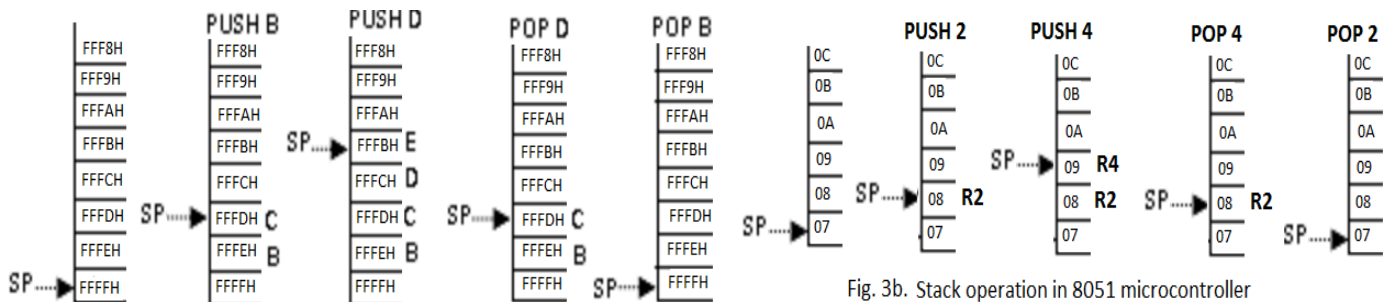 PUSH B
PUSH D
POP D
POP B
FFF8H
FFF9H
FFFAH
FFFBH
FFFCH
FFFDH
FFFEH
SP FFFFH
FFF8H
FFF9H
FFFAH
FFFBH
FFFCH
SP FFFDH C
FFFEH B
FFFFH
FFF8H
FFF9H
FFFAH
SP FFFBH E
FFFCH D
FFFDH C
FFFEH B
FFFFH
FFF8H
FFF9H
FFFAH
FFFBH
FFFCH
SP FFFDH C
FFFEH B
FFFFH
FFF8H
FFF9H
FFFAH
FFFBH
FFFCH
FFFDH
FFFEH
SP FFFFH
PUSH 2
PUSH 4
POP 4
POP 2
0C
0B
0A
09
08
SP 07
0C
0B
0A
09
SP 08 R2
07
0C
0B
0A
SP 09 R4
08 R2
07
0C
0B
0A
09
SP 08 R2
07
0C
0B
0A
09
08
SP 07
Fig. 3b. Stack operation in 8051 microcontroller